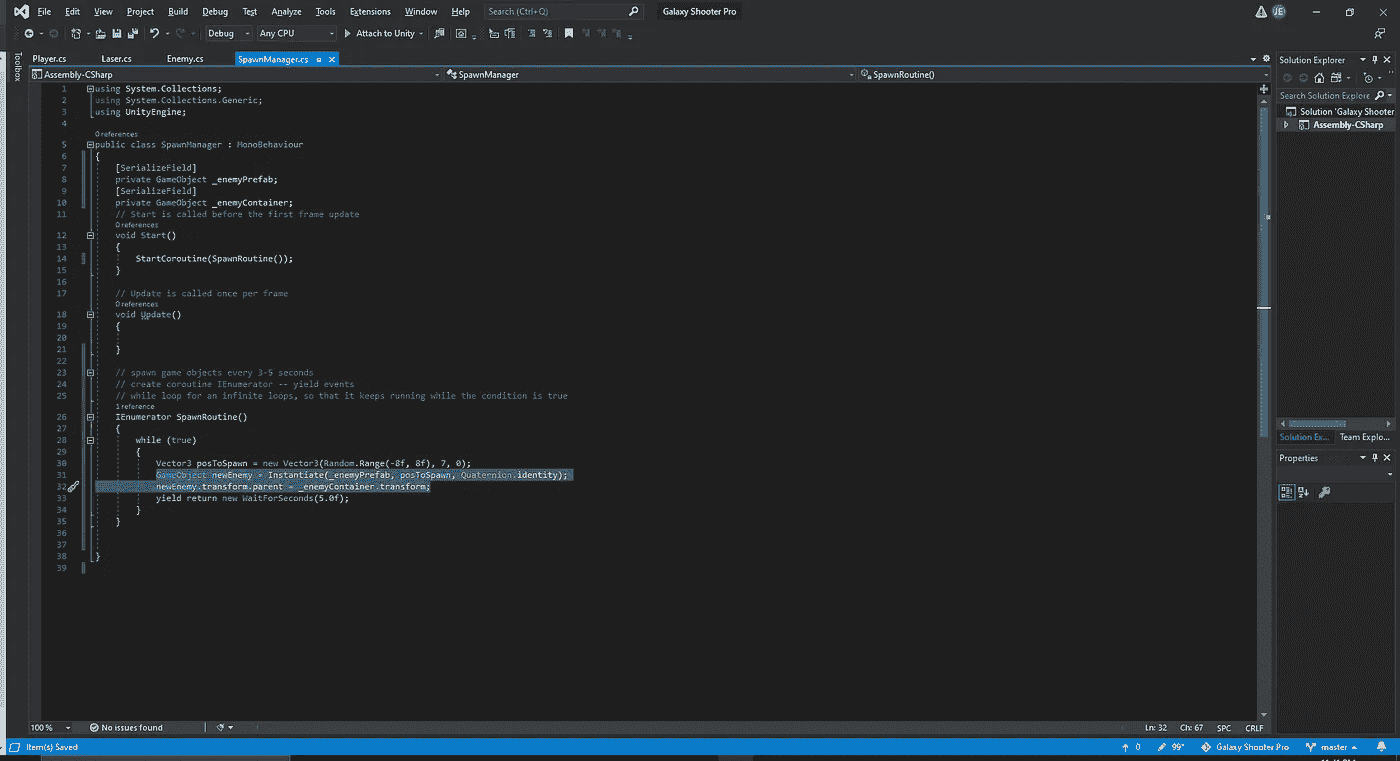 File Edit View Project Build Debug Test Analyze Tools Extensions Window Help Search (Ctrl+Q) Galaxy Shooter Pro JE
Debug Any CPU Attach to Unity
Toolbox
Player.cs Laser.cs Enemy.cs SpawnManager.cs
Assembly-CSharp SpawnManager SpawnRoutine()
1 using System.Collections;
2 using System.Collections.Generic;
3 using UnityEngine;
4
0 references
5 public class SpawnManager : MonoBehaviour
6 {
7 [SerializeField]
8 private GameObject _enemyPrefab;
9 [SerializeField]
10 private GameObject _enemyContainer;
11 // Start is called before the first frame update
0 references
12 void Start()
13 {
14 StartCoroutine(SpawnRoutine());
15 }
16
17 // Update is called once per frame
0 references
18 void Update()
19 {
20
21 }
22
23 // spawn game objects every 3-5 seconds
24 // create coroutine IEnumerator -- yield events
25 // while loop for an infinite loops, so that it keeps running while the condition is true
1 reference
26 IEnumerator SpawnRoutine()
27 {
28 while (true)
29 {
30 Vector3 posToSpawn = new Vector3(Random.Range(-8f, 8f), 7, 0);
31 GameObject newEnemy = Instantiate(_enemyPrefab, posToSpawn, Quaternion.identity);
32 newEnemy.transform.parent = _enemyContainer.transform;
33 yield return new WaitForSeconds(5.0f);
34 }
35 }
36
37
38 }
39
Solution Explorer
Search Solution Explore
Solution 'Galaxy Shooter
Assembly-CSharp
Solution Ex... Team Explo...
Properties
100 % No issues found Ln: 32 Ch: 67 SPC CRLF
Item(s) Saved 0 99* Galaxy Shooter Pro master